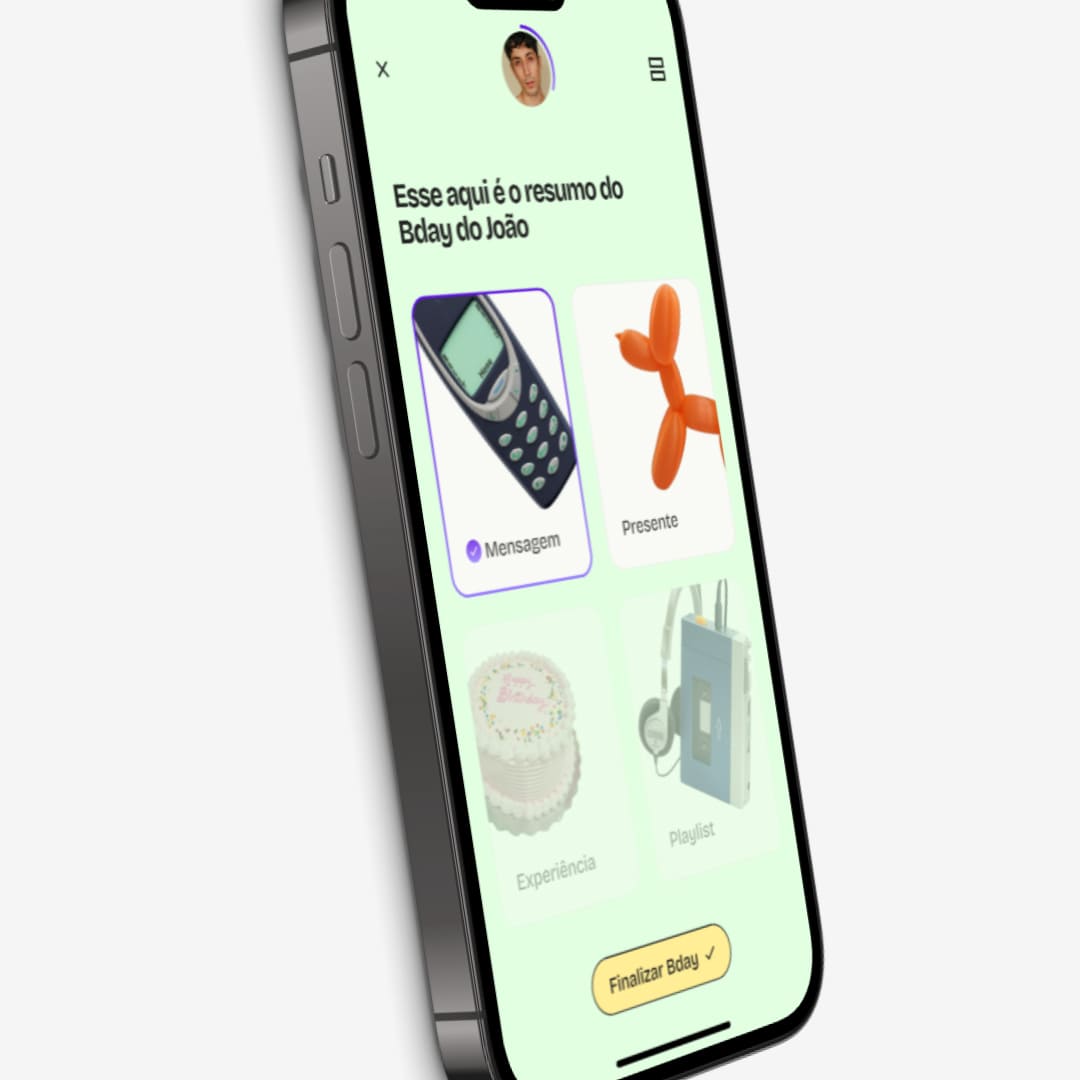 X
Esse aqui é o resumo do
Bday do João
Mensagem
Presente
Happy
Birthday
Experiência
Playlist
Finalizar Bday ✓